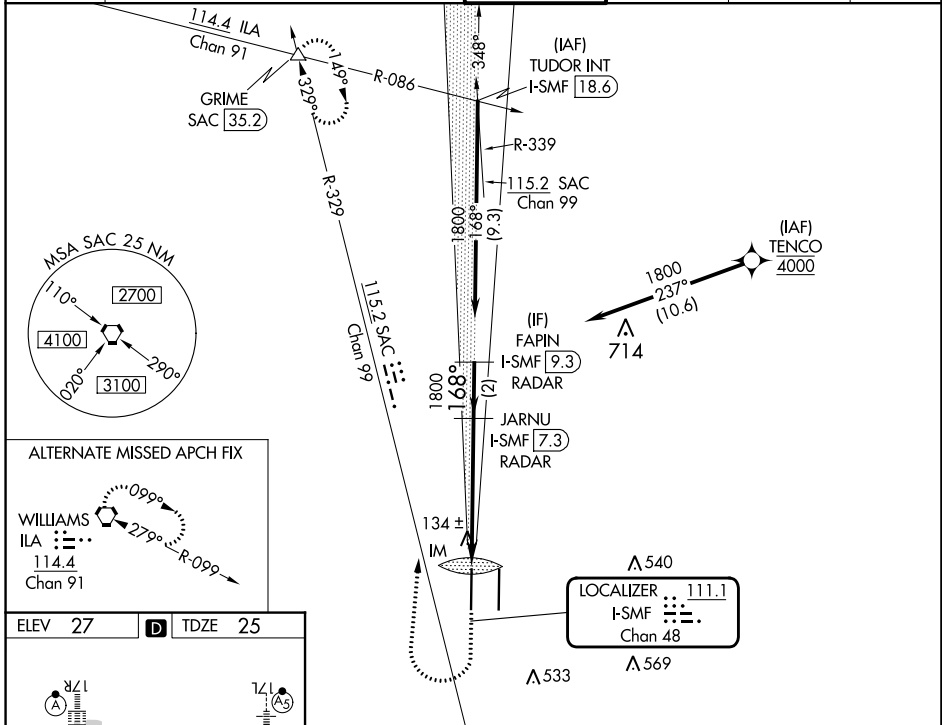 114.4 ILA
Chan 91
GRIME
SAC 35.2
149°
329°
R-086
348°
(IAF)
TUDOR INT
I-SMF 18.6
R-339
115.2 SAC
Chan 99
R-329
1800
168°
(9.3)
(IAF)
TENCO
4000
1800
237°
(10.6)
714
MSA SAC 25 NM
110°
2700
4100
020°
3100
290°
115.2 SAC
Chan 99
(IF)
FAPIN
I-SMF 9.3
RADAR
1800
168°
(2)
JARNU
I-SMF 7.3
RADAR
ALTERNATE MISSED APCH FIX
WILLIAMS
ILA
114.4
Chan 91
099°
279°
R-099
134 ±
IM
540
LOCALIZER 111.1
I-SMF
Chan 48
533
569
ELEV 27 D TDZE 25
A
17R
17L
A5